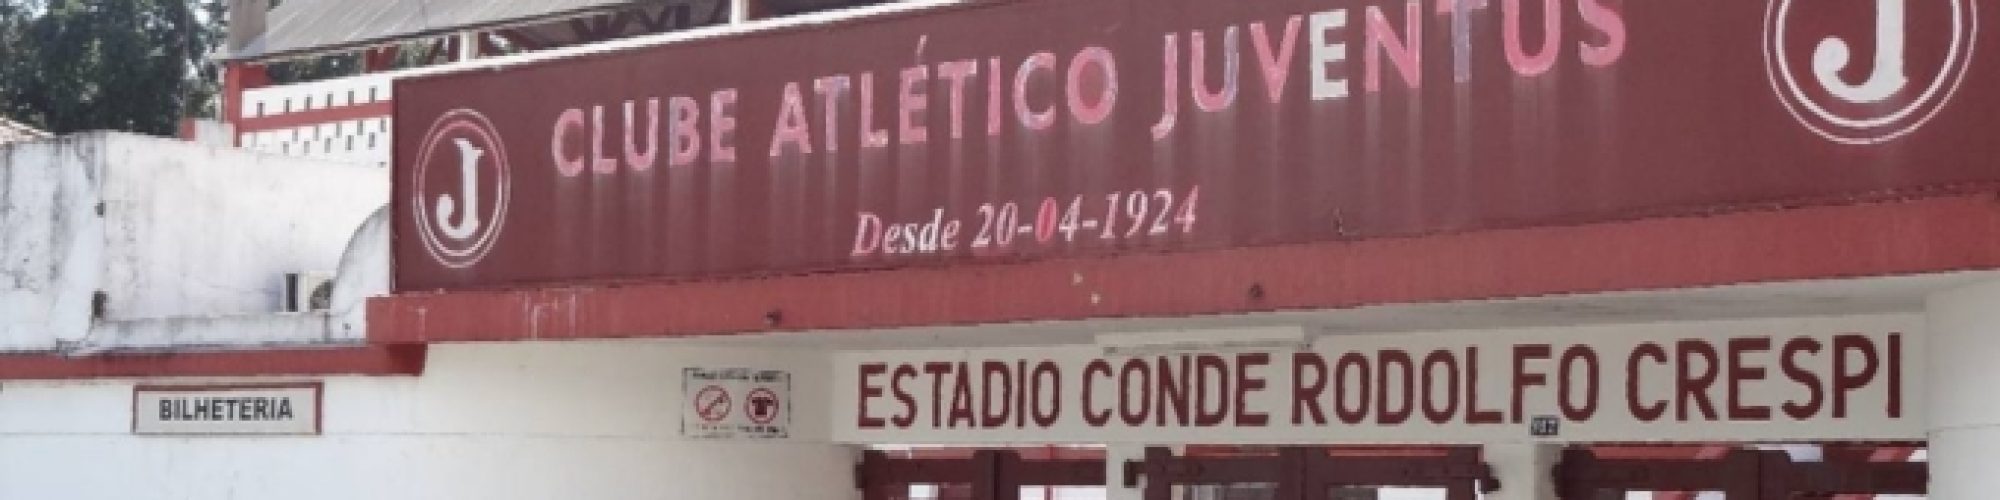 J
CLUBE ATLÉTICO JUVENTUS
J
Desde 20-04-1924
ESTADIO CONDE RODOLFO CRESPI
BILHETERIA